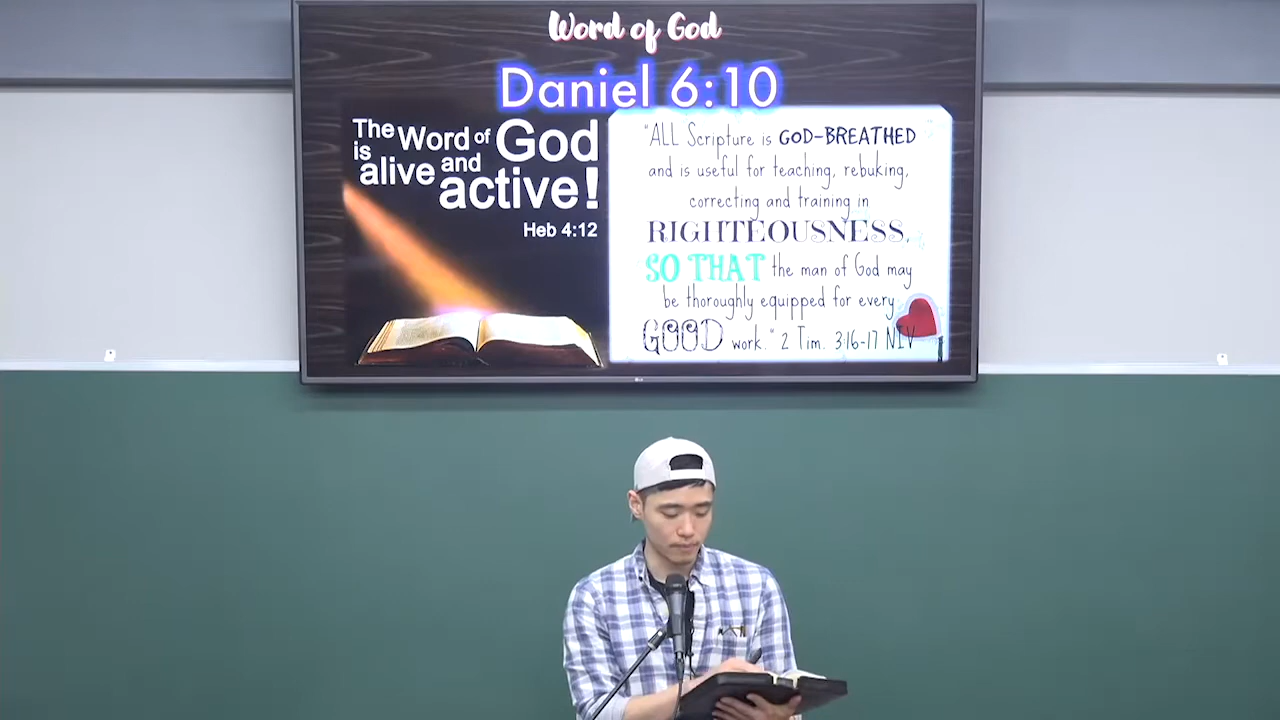 Word of God
Daniel 6:10
The Word of God
is alive and active!
Heb 4:12
"ALL Scripture is GOD-BREATHED
and is useful for teaching, rebuking,
correcting and training in
RIGHTEOUSNESS,
SO THAT the man of God may
be thoroughly equipped for every
GOOD work." 2 Tim. 3:16-17 NIV
LG